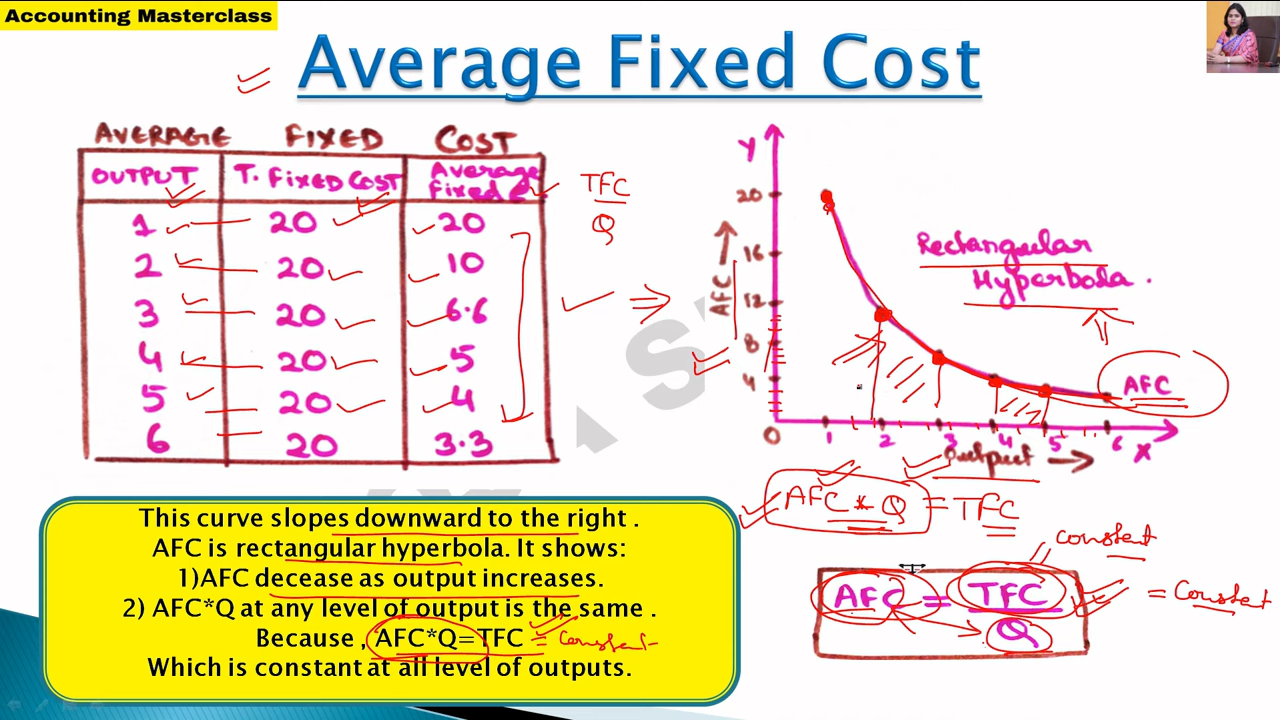 Accounting Masterclass
Average Fixed Cost
AVERAGE FIXED COST
OUTPUT T. FIXED COST Average Fixed C
1 20 20
2 20 10
3 20 6.6
4 20 5
5 20 4
6 20 3.3
TFC
Q
Y
20
16
12
8
4
0
AFC
Rectangular
Hyperbola.
AFC
1 2 3 4 5 6 X
Output
AFC * Q = TFC
constant
AFC = TFC
Q
= Constant
This curve slopes downward to the right .
AFC is rectangular hyperbola. It shows:
1)AFC decease as output increases.
2) AFC*Q at any level of output is the same .
Because , AFC*Q=TFC = Constant
Which is constant at all level of outputs.